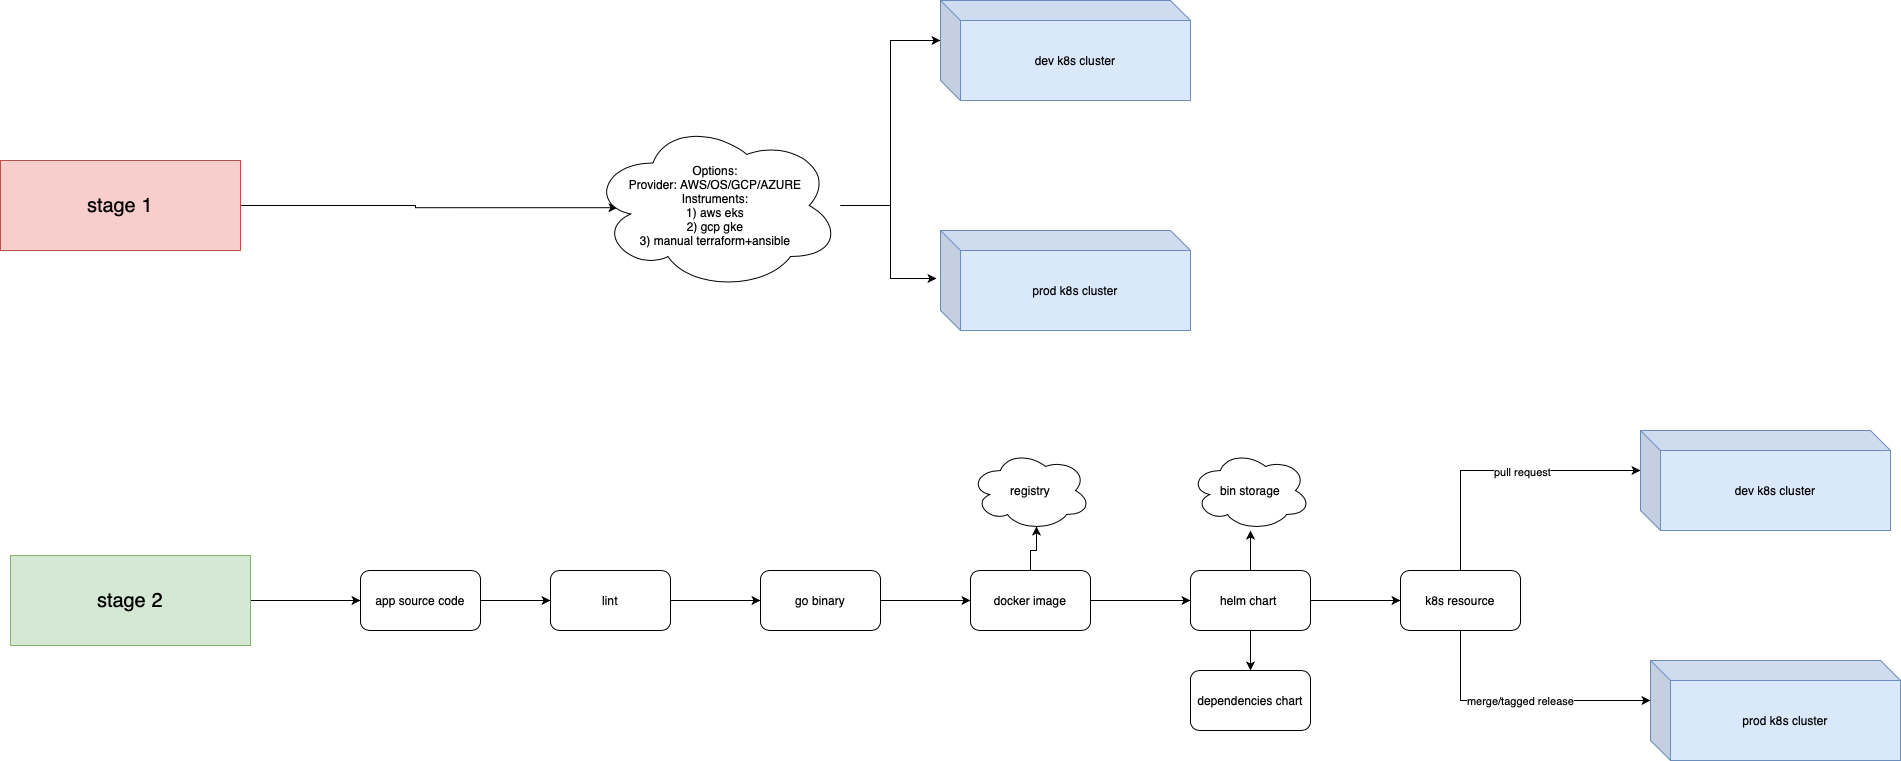 dev k8s cluster
stage 1
Options:
Provider: AWS/OS/GCP/AZURE
Instruments:
1) aws eks
2) gcp gke
3) manual terraform+ansible
prod k8s cluster
registry
bin storage
pull request
dev k8s cluster
stage 2
app source code
lint
go binary
docker image
helm chart
k8s resource
dependencies chart
merge/tagged release
prod k8s cluster